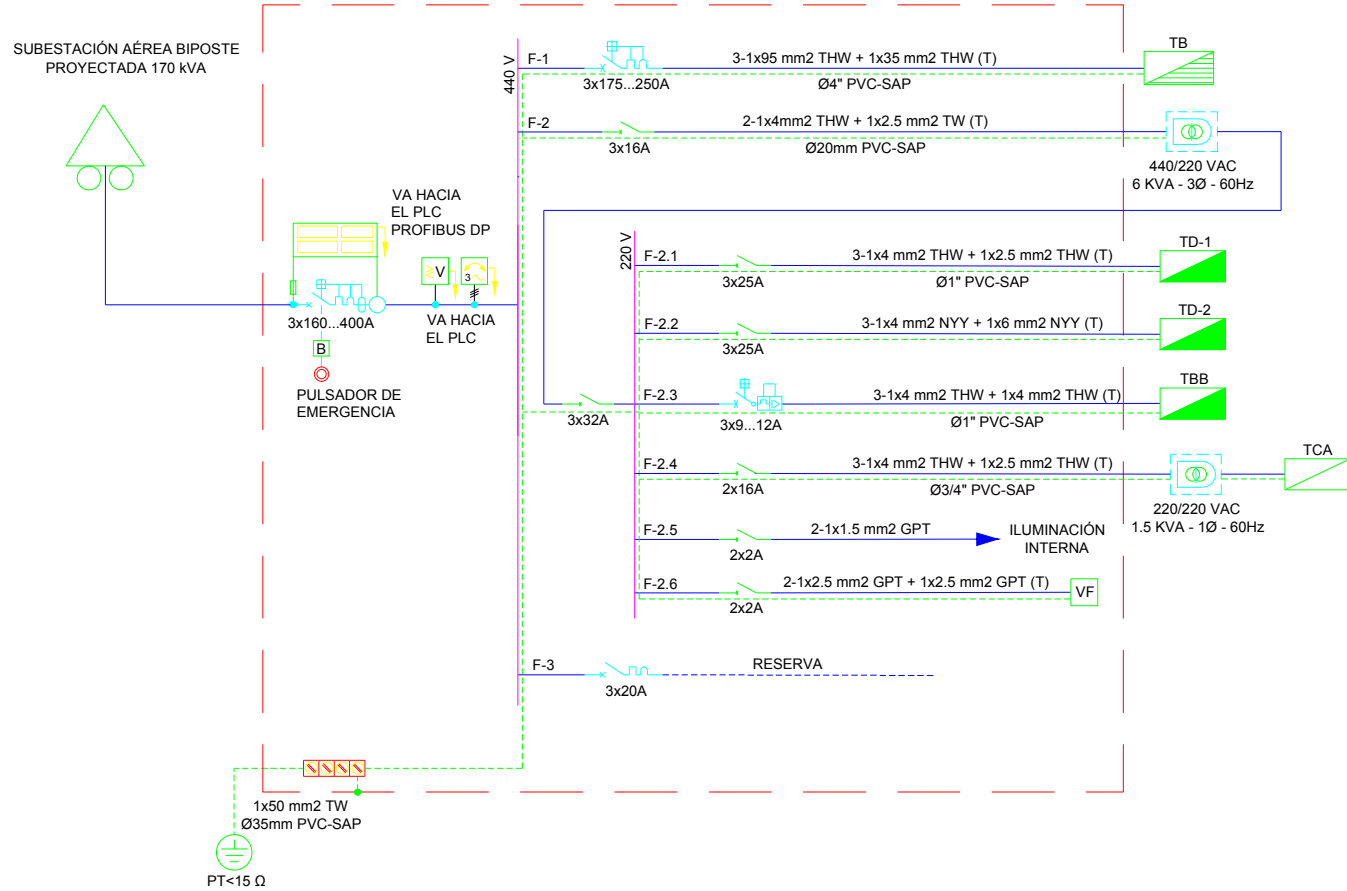 SUBESTACIÓN AÉREA BIPOSTE
PROYECTADA 170 kVA
440 V
F-1
3x175...250A
3-1x95 mm2 THW + 1x35 mm2 THW (T)
Ø4" PVC-SAP
TB
F-2
3x16A
2-1x4mm2 THW + 1x2.5 mm2 TW (T)
Ø20mm PVC-SAP
440/220 VAC
6 KVA - 3Ø - 60Hz
VA HACIA
EL PLC
PROFIBUS DP
3x160...400A
V
3
VA HACIA
EL PLC
B
PULSADOR DE
EMERGENCIA
3x32A
220 V
F-2.1
3x25A
3-1x4 mm2 THW + 1x2.5 mm2 THW (T)
Ø1" PVC-SAP
TD-1
F-2.2
3x25A
3-1x4 mm2 NYY + 1x6 mm2 NYY (T)
TD-2
F-2.3
3x9...12A
3-1x4 mm2 THW + 1x4 mm2 THW (T)
Ø1" PVC-SAP
TBB
F-2.4
2x16A
3-1x4 mm2 THW + 1x2.5 mm2 THW (T)
Ø3/4" PVC-SAP
220/220 VAC
1.5 KVA - 1Ø - 60Hz
TCA
F-2.5
2x2A
2-1x1.5 mm2 GPT
ILUMINACIÓN
INTERNA
F-2.6
2x2A
2-1x2.5 mm2 GPT + 1x2.5 mm2 GPT (T)
VF
F-3
3x20A
RESERVA
1x50 mm2 TW
Ø35mm PVC-SAP
PT<15 Ω